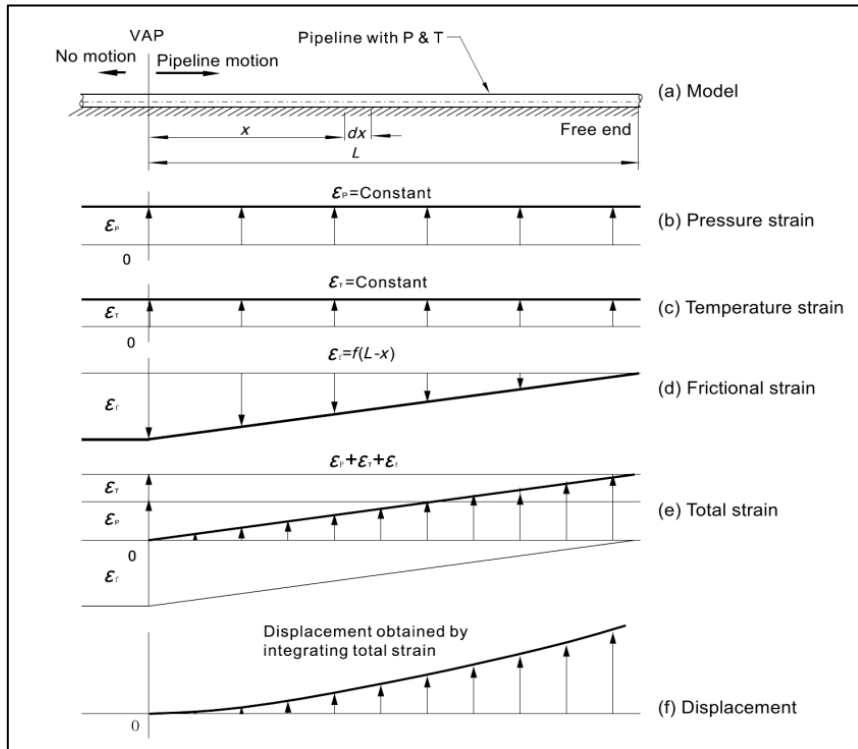 VAP
No motion
Pipeline motion
Pipeline with P & T
(a) Model
x
dx
Free end
L
εP=Constant
εP
(b) Pressure strain
0
εT=Constant
εT
(c) Temperature strain
0
εf=f(L-x)
(d) Frictional strain
εf
εP+εT+εf
εT
εP
(e) Total strain
0
εf
Displacement obtained by
integrating total strain
(f) Displacement
0